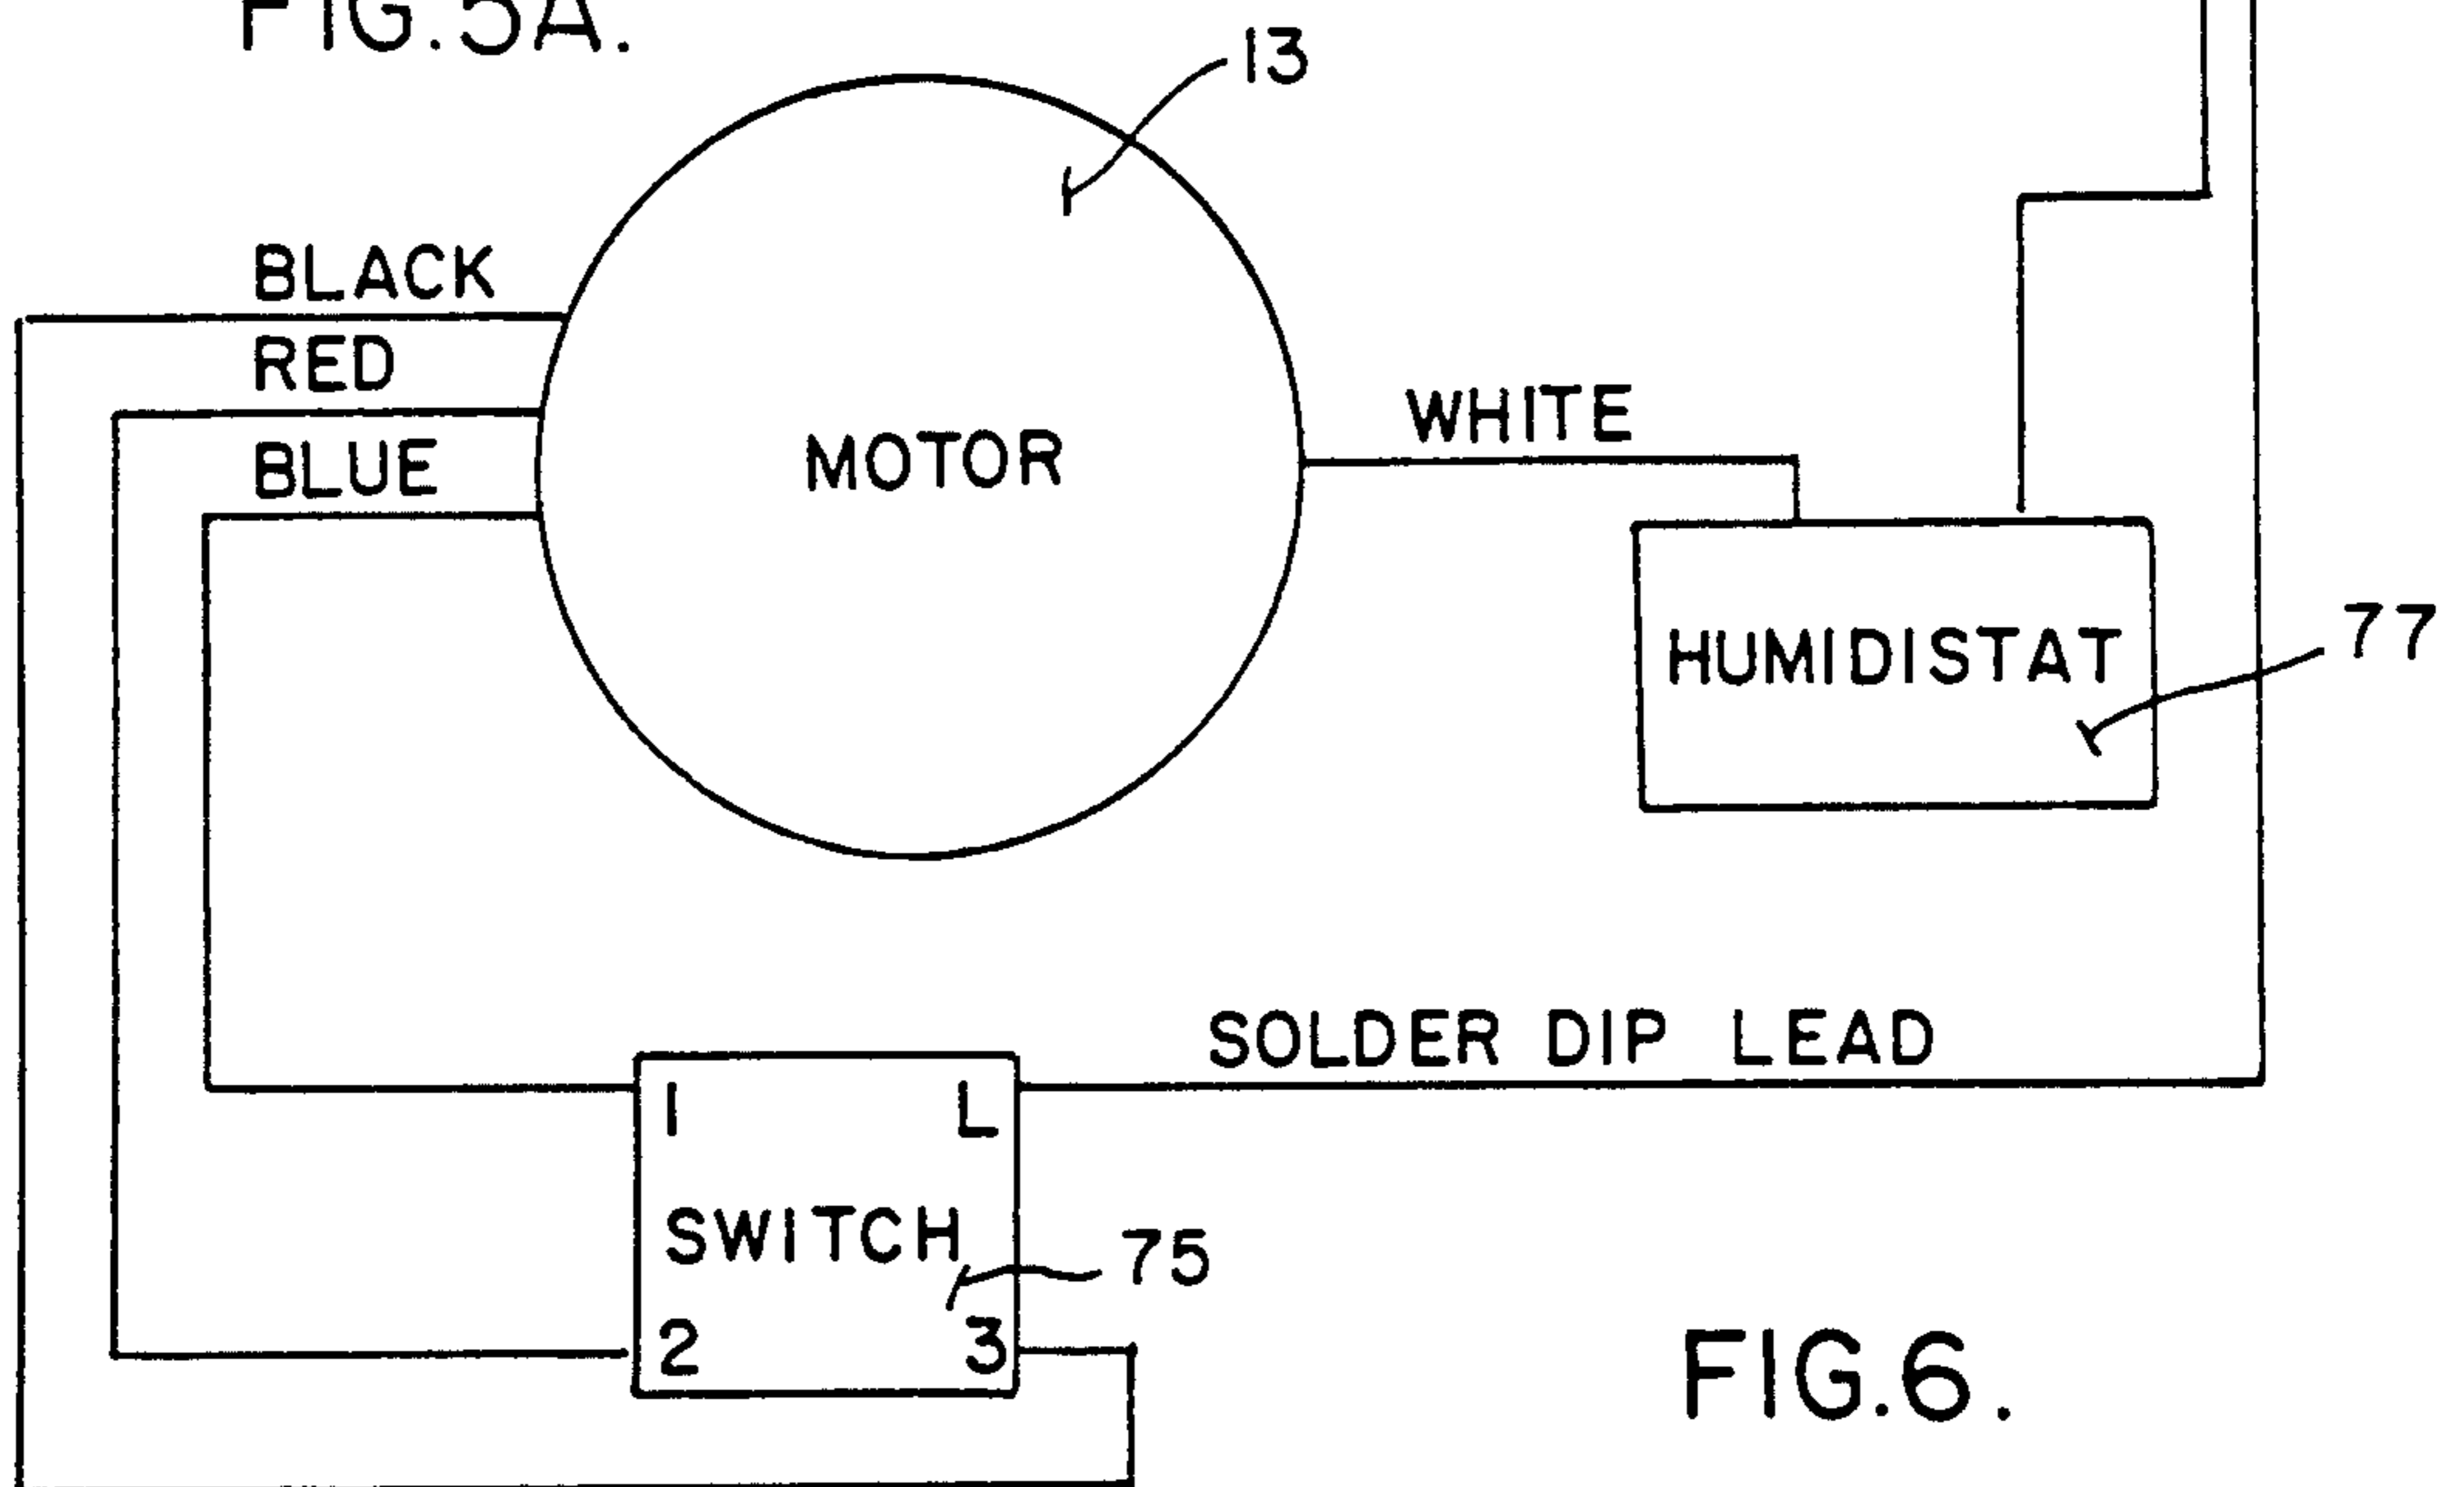 FIG.5A.
13
BLACK
RED
BLUE
MOTOR
WHITE
HUMIDISTAT
77
SOLDER DIP LEAD
1
L
SWITCH
75
2
3
FIG.6.